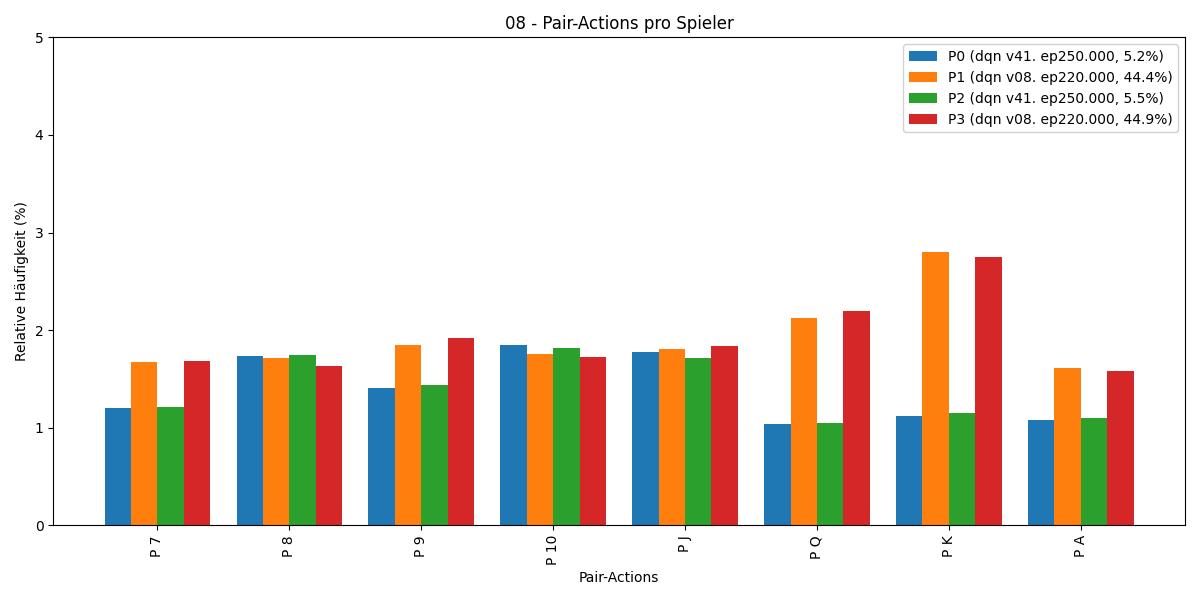 08 - Pair-Actions pro Spieler
Relative Häufigkeit (%)
5
4
3
2
1
0
P0 (dqn v41. ep250.000, 5.2%)
P1 (dqn v08. ep220.000, 44.4%)
P2 (dqn v41. ep250.000, 5.5%)
P3 (dqn v08. ep220.000, 44.9%)
P 7
P 8
P 9
P 10
P J
P Q
P K
P A
Pair-Actions